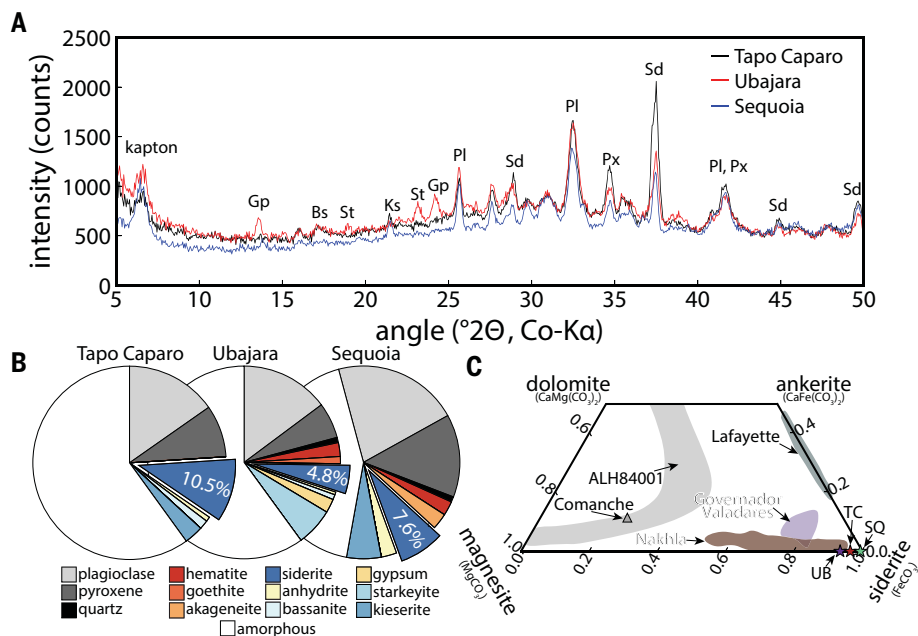 A
intensity (counts)
2500
2000
1500
1000
500
0
5 10 15 20 25 30 35 40 45 50
angle (°2Θ, Co-Kα)
Tapo Caparo
Ubajara
Sequoia
kapton
Gp
Bs
St
Ks
St
Gp
Pl
Sd
Pl
Px
Sd
Pl, Px
Sd
Sd
B
Tapo Caparo
Ubajara
Sequoia
10.5%
4.8%
7.6%
plagioclase
pyroxene
quartz
hematite
goethite
akageneite
siderite
anhydrite
bassanite
gypsum
starkeyite
kieserite
amorphous
C
dolomite
(CaMg(CO3)2)
ankerite
(CaFe(CO3)2)
0.6
0.8
1.0
0.4
0.2
0.0
Lafayette
ALH84001
Comanche
Governador
Valadares
Nakhla
TC
SQ
UB
0.0
0.2
0.4
0.6
0.8
1.0
magnesite
(MgCO3)
siderite
(FeCO3)